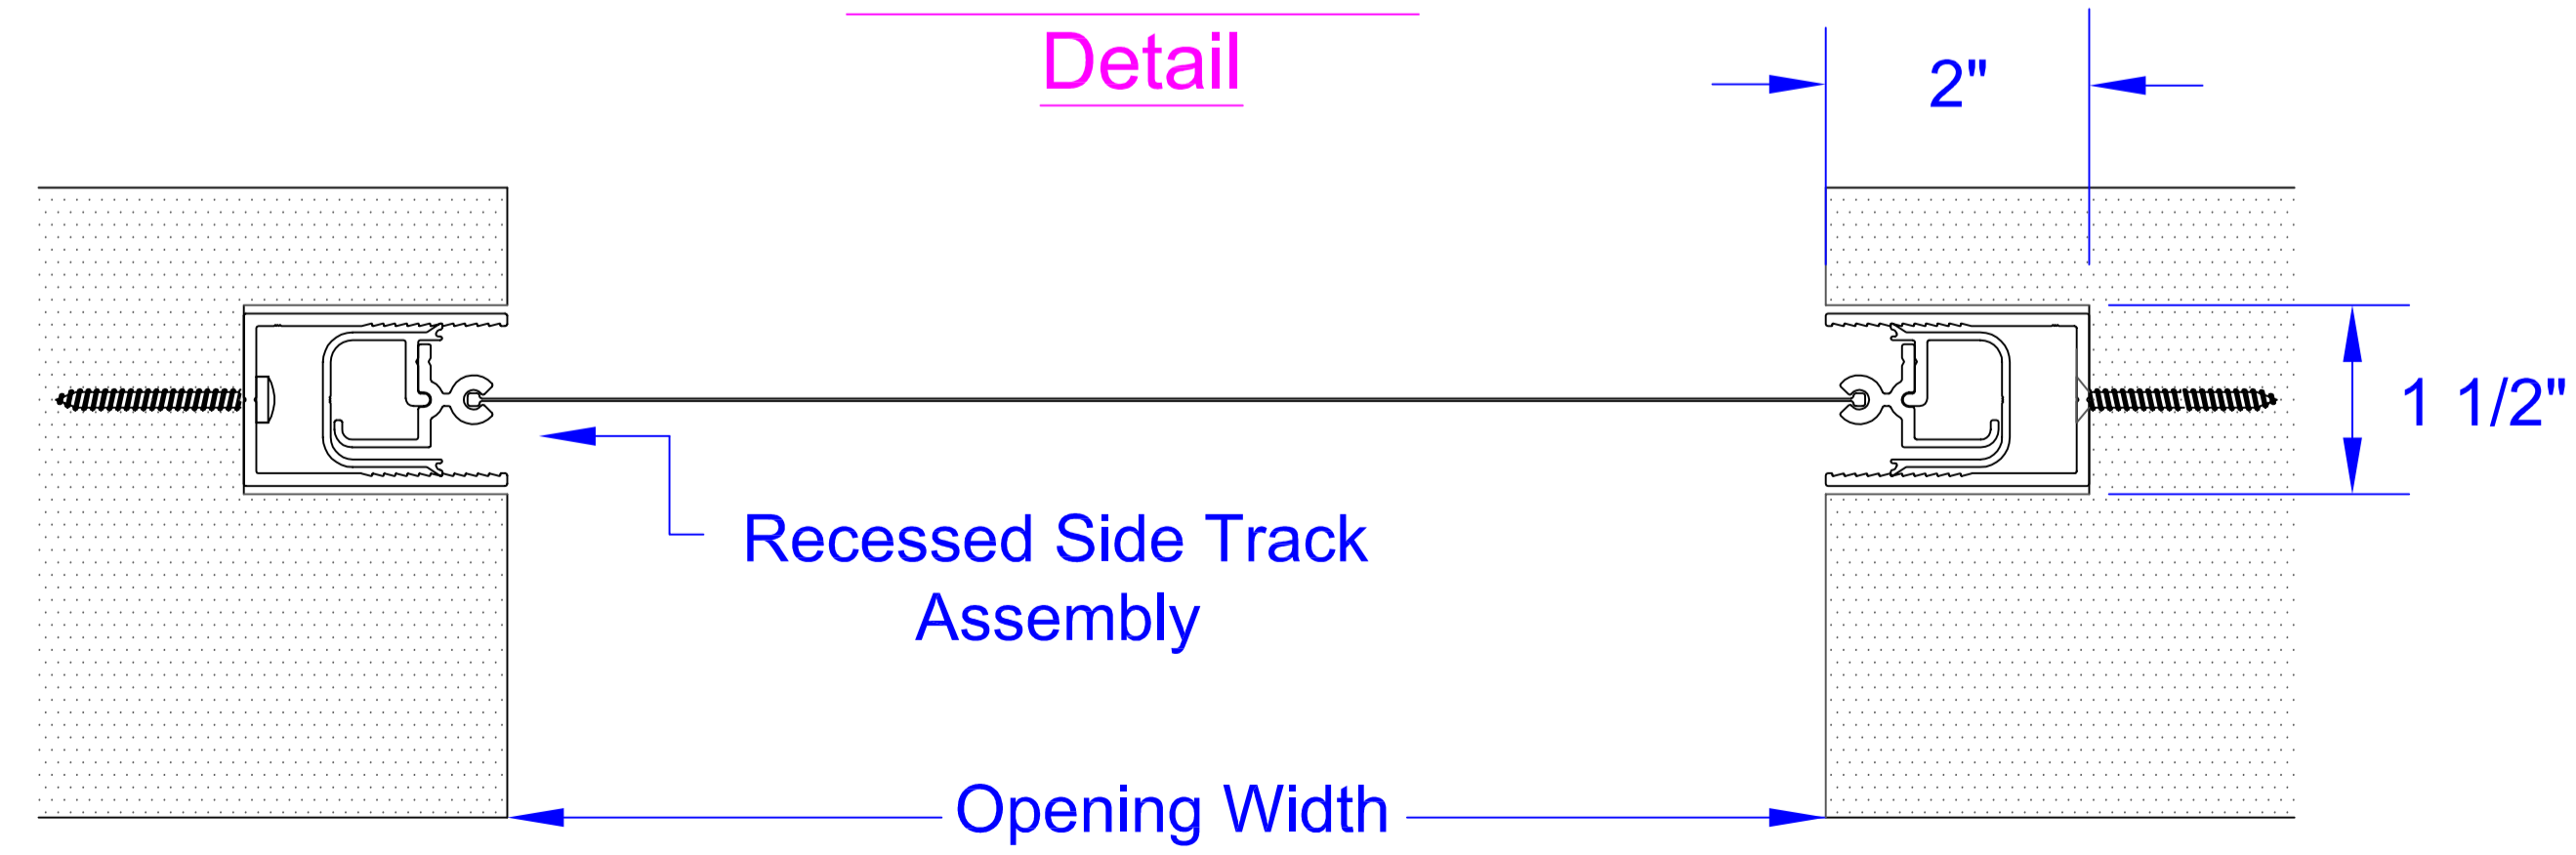 Detail
2"
1 1/2"
Recessed Side Track
Assembly
Opening Width